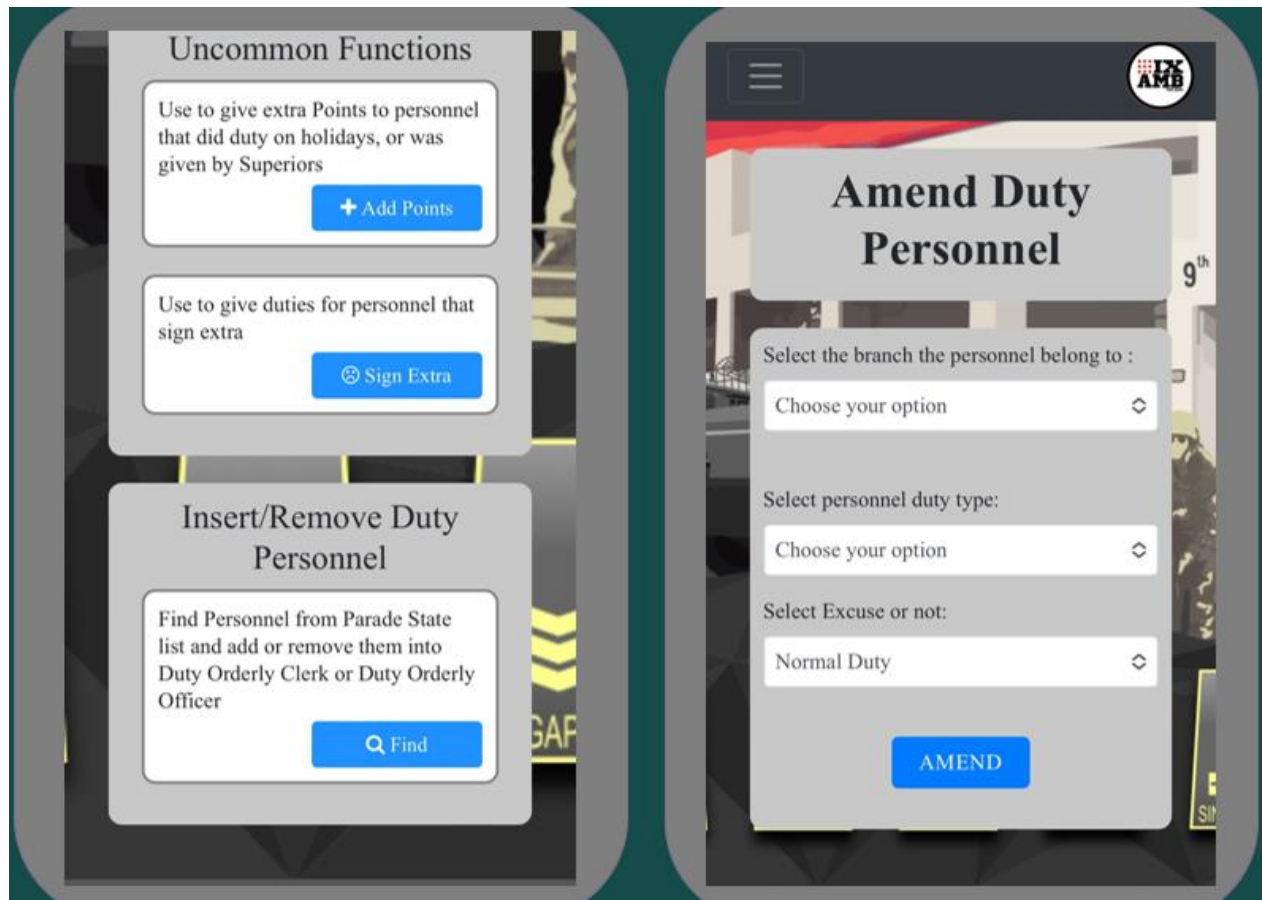 Uncommon Functions
Use to give extra Points to personnel
that did duty on holidays, or was
given by Superiors
Add Points
Use to give duties for personnel that
sign extra
Sign Extra
Insert/Remove Duty
Personnel
Find Personnel from Parade State
list and add or remove them into
Duty Orderly Clerk or Duty Orderly
Officer
Find
GAP
IX
AMB
Amend Duty
Personnel
9th
Select the branch the personnel belong to :
Choose your option
Select personnel duty type:
Choose your option
Select Excuse or not:
Normal Duty
AMEND
SIN